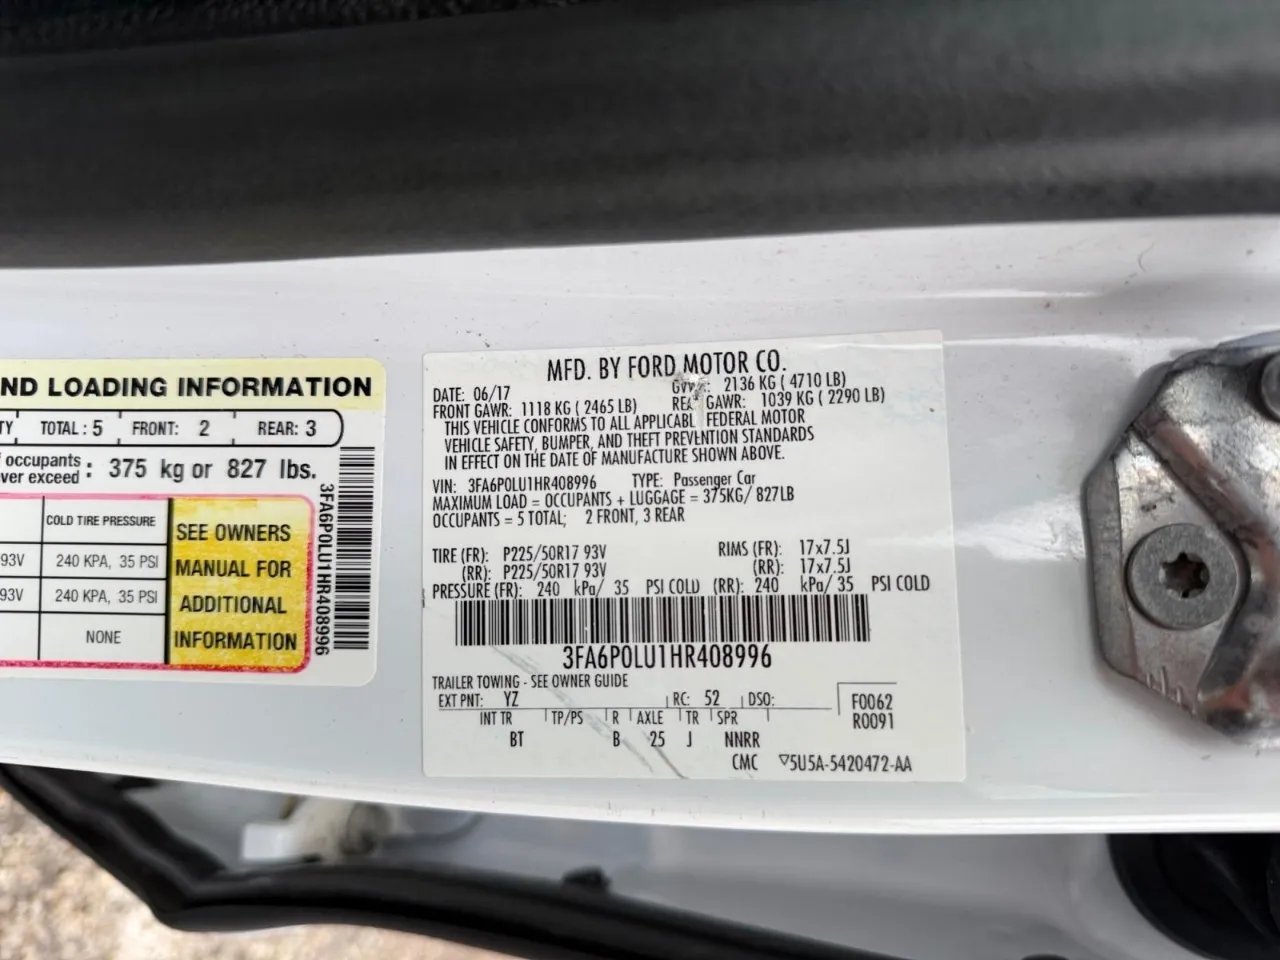 ND LOADING INFORMATION
TY TOTAL : 5 FRONT: 2 REAR: 3
f occupants
ver exceed : 375 kg or 827 lbs.
COLD TIRE PRESSURE
93V 240 KPA, 35 PSI
93V 240 KPA, 35 PSI
NONE
SEE OWNERS
MANUAL FOR
ADDITIONAL
INFORMATION
3FA6P0LU1HR408996
MFD. BY FORD MOTOR CO.
DATE: 06/17 GVWR: 2136 KG ( 4710 LB)
FRONT GAWR: 1118 KG ( 2465 LB) REA GAWR: 1039 KG ( 2290 LB)
THIS VEHICLE CONFORMS TO ALL APPLICABL FEDERAL MOTOR
VEHICLE SAFETY, BUMPER, AND THEFT PREVENTION STANDARDS
IN EFFECT ON THE DATE OF MANUFACTURE SHOWN ABOVE.
VIN: 3FA6P0LU1HR408996 TYPE: Passenger Car
MAXIMUM LOAD = OCCUPANTS + LUGGAGE = 375KG/ 827LB
OCCUPANTS = 5 TOTAL; 2 FRONT, 3 REAR
TIRE (FR): P225/50R17 93V RIMS (FR): 17x7.5J
(RR): P225/50R17 93V (RR): 17x7.5J
PRESSURE (FR): 240 kPa/ 35 PSI COLD (RR): 240 kPa/ 35 PSI COLD
3FA6P0LU1HR408996
TRAILER TOWING - SEE OWNER GUIDE
EXT PNT: YZ RC: 52 DSO: F0062
INT TR TP/PS R AXLE TR SPR R0091
BT B 25 J NNRR
CMC ▽5U5A-5420472-AA